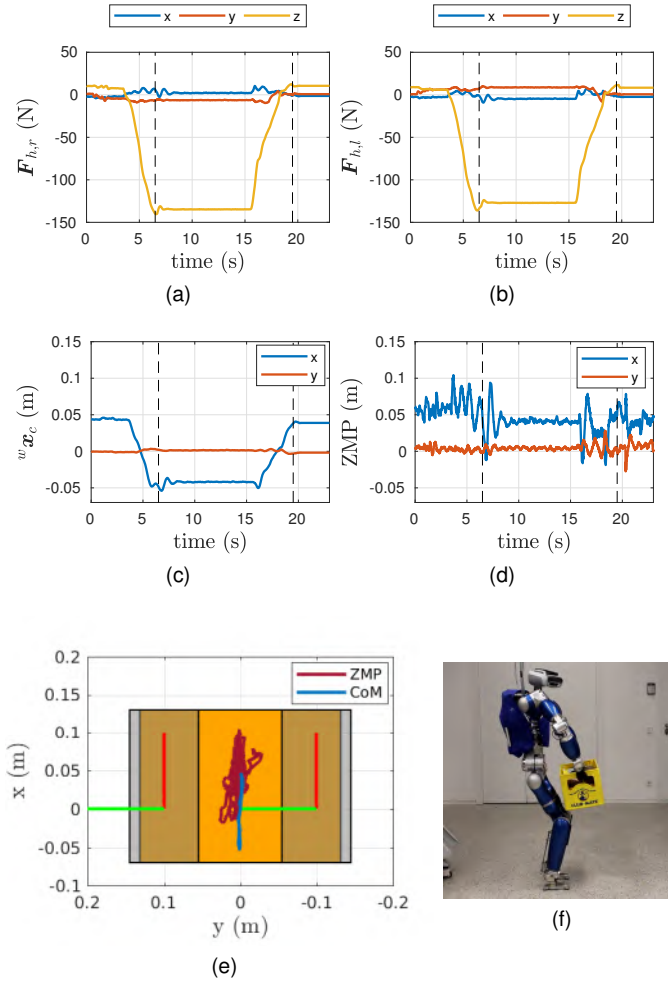 x y z
x y z
50
0
-50
-100
-150
F_{h,r} (N)
0 5 10 15 20
time (s)
(a)
50
0
-50
-100
-150
F_{h,l} (N)
0 5 10 15 20
time (s)
(b)
0.15
0.1
0.05
0
-0.05
^w x_c (m)
x
y
0 5 10 15 20
time (s)
(c)
0.15
0.1
0.05
0
-0.05
ZMP (m)
x
y
0 5 10 15 20
time (s)
(d)
0.2
0.15
0.1
0.05
0
-0.05
-0.1
x (m)
ZMP
CoM
0.2 0.1 0 -0.1 -0.2
y (m)
(e)
(f)